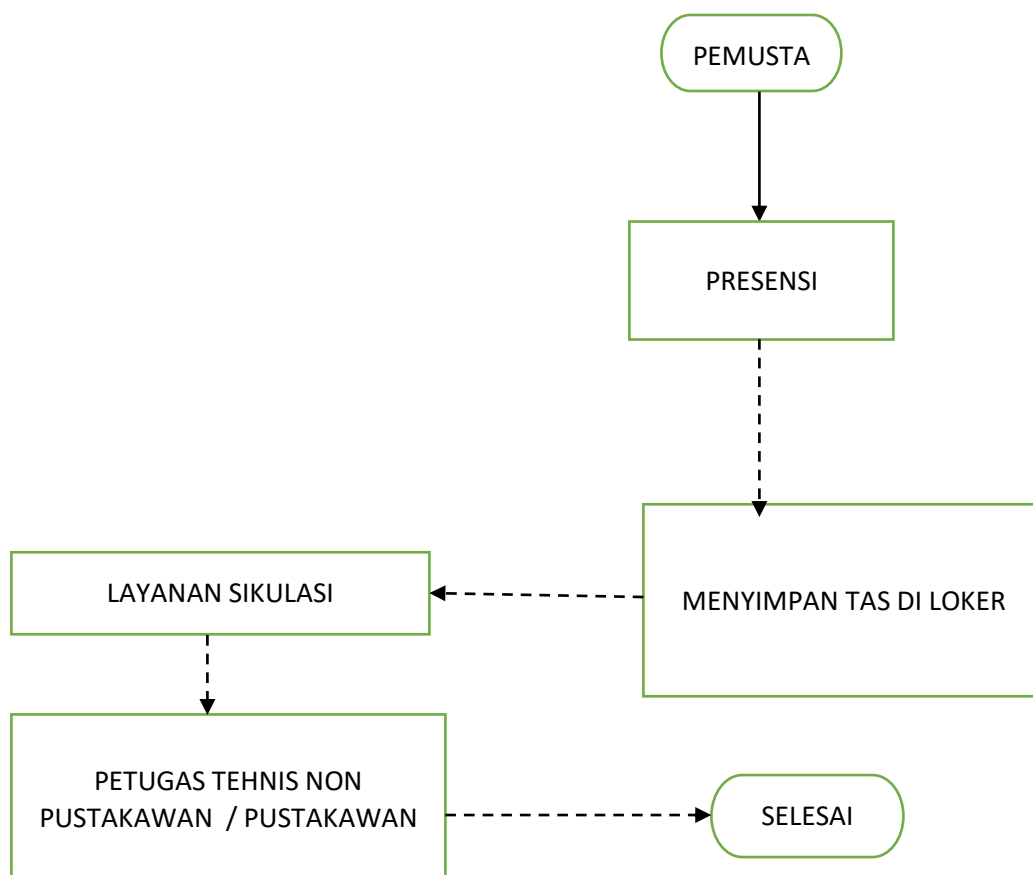 PEMUSTA
PRESENSI
MENYIMPAN TAS DI LOKER
LAYANAN SIKULASI
PETUGAS TEHNIS NON
PUSTAKAWAN / PUSTAKAWAN
SELESAI